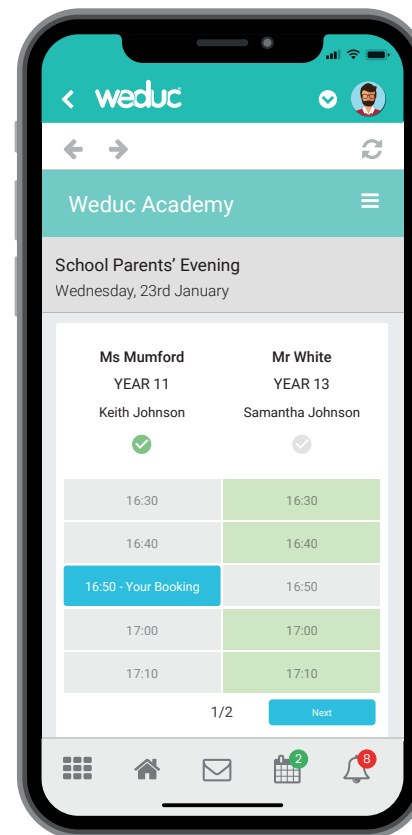 weduc
Weduc Academy
School Parents' Evening
Wednesday, 23rd January
Ms Mumford
Mr White
YEAR 11
YEAR 13
Keith Johnson
Samantha Johnson
16:30
16:30
16:40
16:40
16:50 - Your Booking
16:50
17:00
17:00
17:10
17:10
1/2
Next
2
8